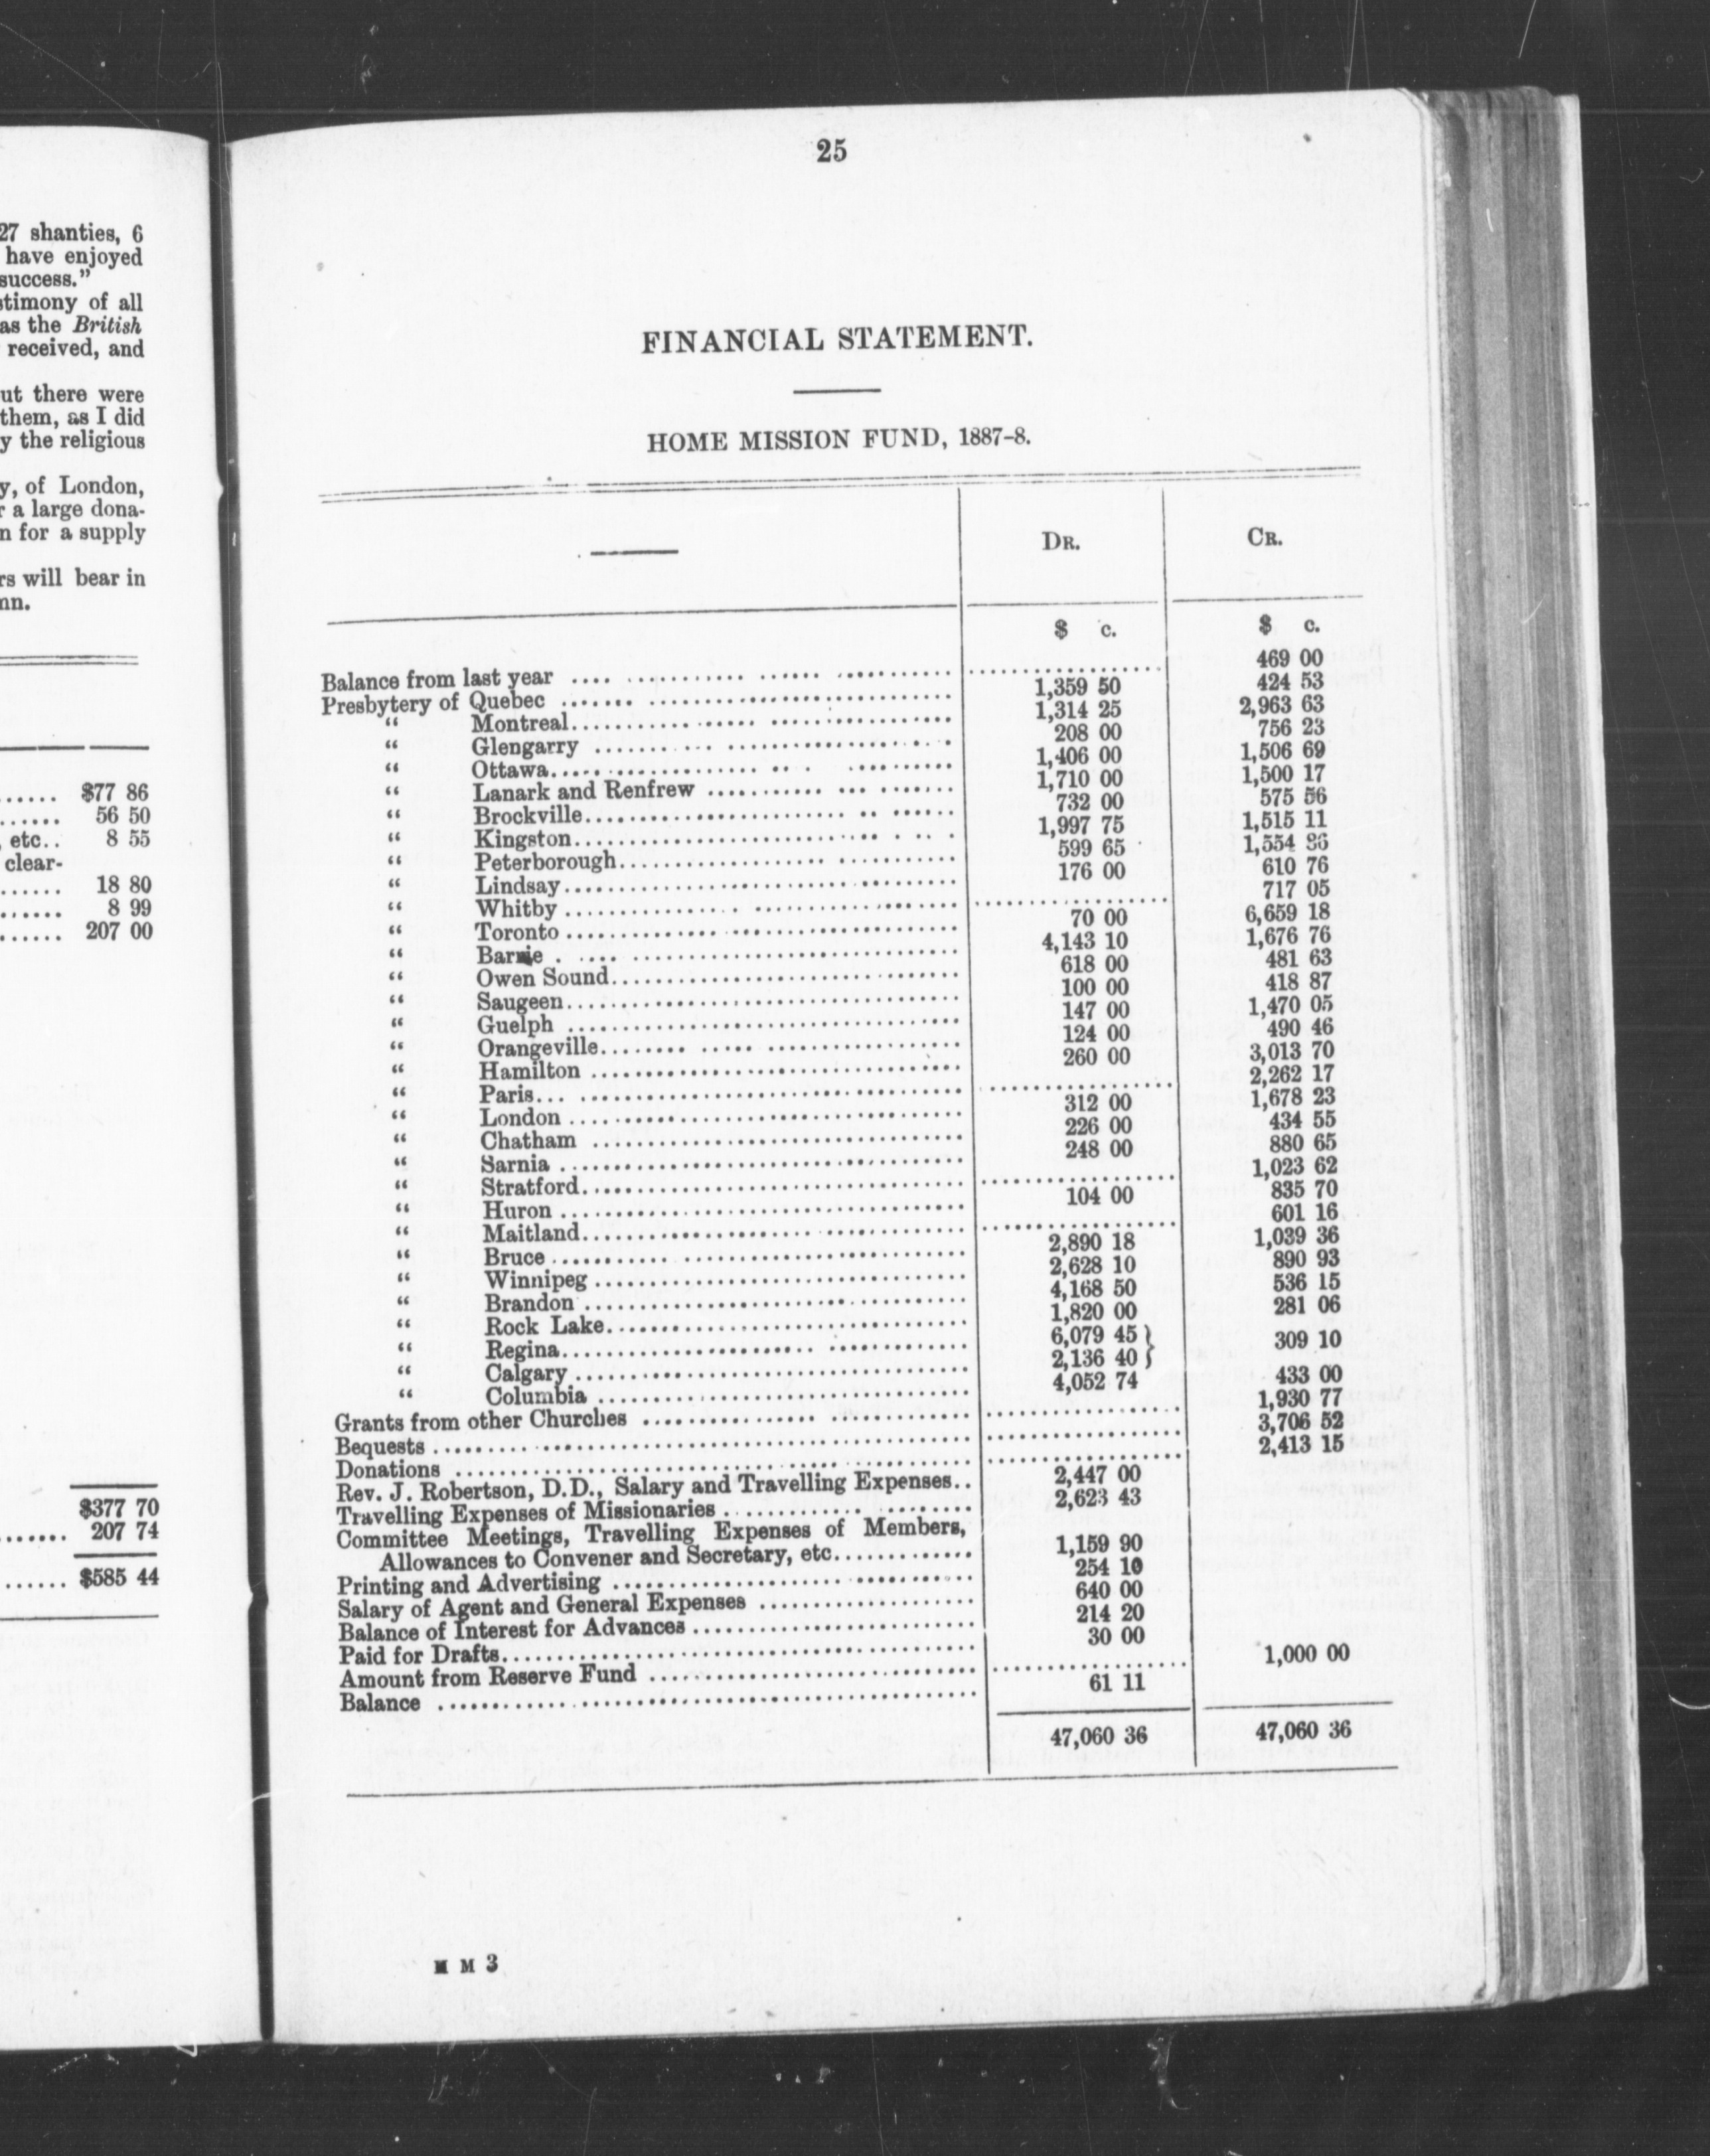 27 shanties, 6
have enjoyed
success."
stimony of all
as the British
received, and
ut there were
them, as I did
y the religious
y, of London,
r a large dona-
n for a supply
rs will bear in
mn.
...... $77 86
...... 56 50
, etc.. 8 55
clear-
...... 18 80
...... 8 99
...... 207 00
$377 70
....... 207 74
...... $585 44
25
FINANCIAL STATEMENT.
HOME MISSION FUND, 1887-8.
DR. CR.
$ c. $ c.
Balance from last year .................... 469 00
Presbytery of Quebec .......... 1,359 50 424 53
" Montreal.......... 1,314 25 2,963 63
" Glengarry .......... 208 00 756 23
" Ottawa.......... 1,406 00 1,506 69
" Lanark and Renfrew .......... 1,710 00 1,500 17
" Brockville.......... 732 00 575 56
" Kingston.......... 1,997 75 1,515 11
" Peterborough.......... 599 65 1,554 86
" Lindsay.......... 176 00 610 76
" Whitby .................... 717 05
" Toronto .......... 70 00 6,659 18
" Barrie .......... 4,143 10 1,676 76
" Owen Sound.......... 618 00 481 63
" Saugeen.......... 100 00 418 87
" Guelph .......... 147 00 1,470 05
" Orangeville.......... 124 00 490 46
" Hamilton .......... 260 00 3,013 70
" Paris.................... 2,262 17
" London .......... 312 00 1,678 23
" Chatham .......... 226 00 434 55
" Sarnia .......... 248 00 880 65
" Stratford.................... 1,023 62
" Huron .......... 104 00 835 70
" Maitland.................... 601 16
" Bruce .......... 2,890 18 1,039 36
" Winnipeg .......... 2,628 10 890 93
" Brandon .......... 4,168 50 536 15
" Rock Lake.......... 1,820 00 281 06
" Regina.......... 6,079 45 } 309 10
" Calgary .......... 2,136 40 }
" Columbia .......... 4,052 74 433 00
Grants from other Churches .................... 1,930 77
Bequests .................... 3,706 52
Donations .................... 2,413 15
Rev. J. Robertson, D.D., Salary and Travelling Expenses.. 2,447 00
Travelling Expenses of Missionaries .......... 2,623 43
Committee Meetings, Travelling Expenses of Members,
Allowances to Convener and Secretary, etc.......... 1,159 90
Printing and Advertising .......... 254 10
Salary of Agent and General Expenses .......... 640 00
Balance of Interest for Advances .......... 214 20
Paid for Drafts.......... 30 00
Amount from Reserve Fund .................... 1,000 00
Balance .......... 61 11
47,060 36 47,060 36
H M 3